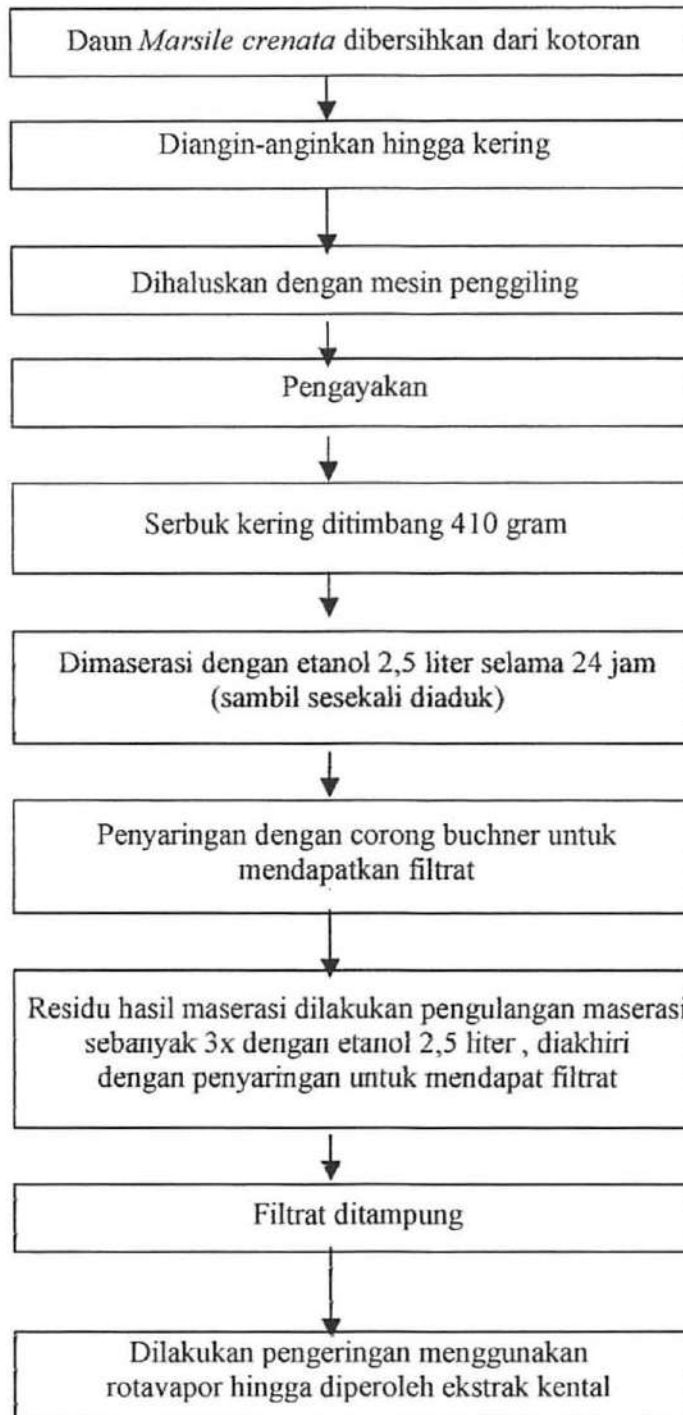 Daun Marsile crenata dibersihkan dari kotoran
Diangin-anginkan hingga kering
Dihaluskan dengan mesin penggiling
Pengayakan
Serbuk kering ditimbang 410 gram
Dimaserasi dengan etanol 2,5 liter selama 24 jam
(sambil sesekali diaduk)
Penyaringan dengan corong buchner untuk
mendapatkan filtrat
Residu hasil maserasi dilakukan pengulangan maserasi
sebanyak 3x dengan etanol 2,5 liter , diakhiri
dengan penyaringan untuk mendapat filtrat
Filtrat ditampung
Dilakukan pengeringan menggunakan
rotavapor hingga diperoleh ekstrak kental